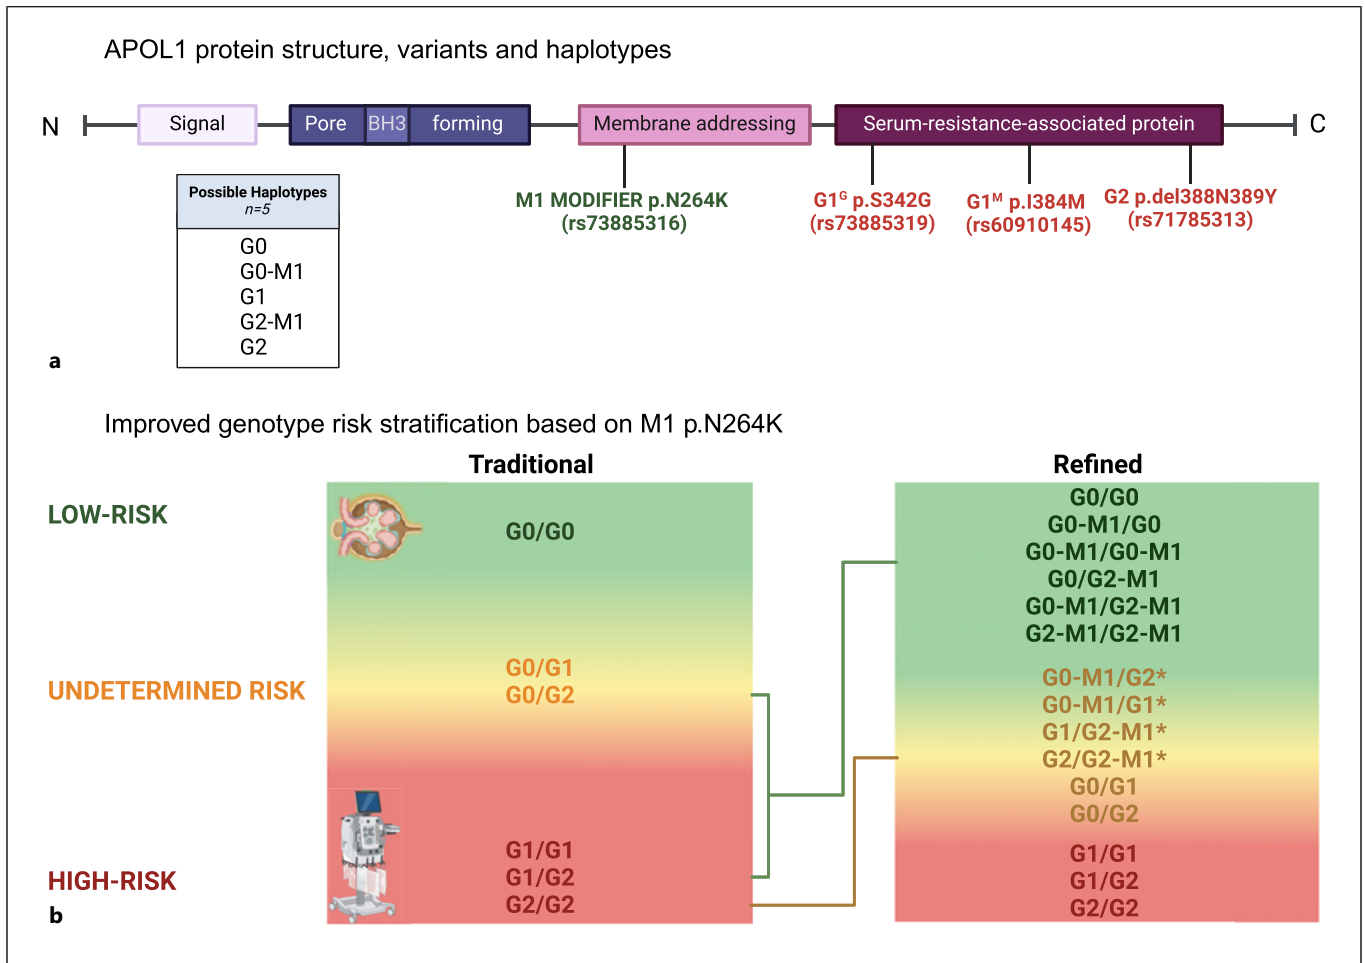 APOL1 protein structure, variants and haplotypes
N
Signal
Pore
BH3
forming
Membrane addressing
Serum-resistance-associated protein
C
M1 MODIFIER p.N264K
(rs73885316)
G1ᴳ p.S342G
(rs73885319)
G1ᴹ p.I384M
(rs60910145)
G2 p.del388N389Y
(rs71785313)
Possible Haplotypes
n=5
G0
G0-M1
G1
G2-M1
G2
a
Improved genotype risk stratification based on M1 p.N264K
Traditional
Refined
LOW-RISK
G0/G0
UNDETERMINED RISK
G0/G1
G0/G2
HIGH-RISK
G1/G1
G1/G2
G2/G2
G0/G0
G0-M1/G0
G0-M1/G0-M1
G0/G2-M1
G0-M1/G2-M1
G2-M1/G2-M1
G0-M1/G2*
G0-M1/G1*
G1/G2-M1*
G2/G2-M1*
G0/G1
G0/G2
G1/G1
G1/G2
G2/G2
b